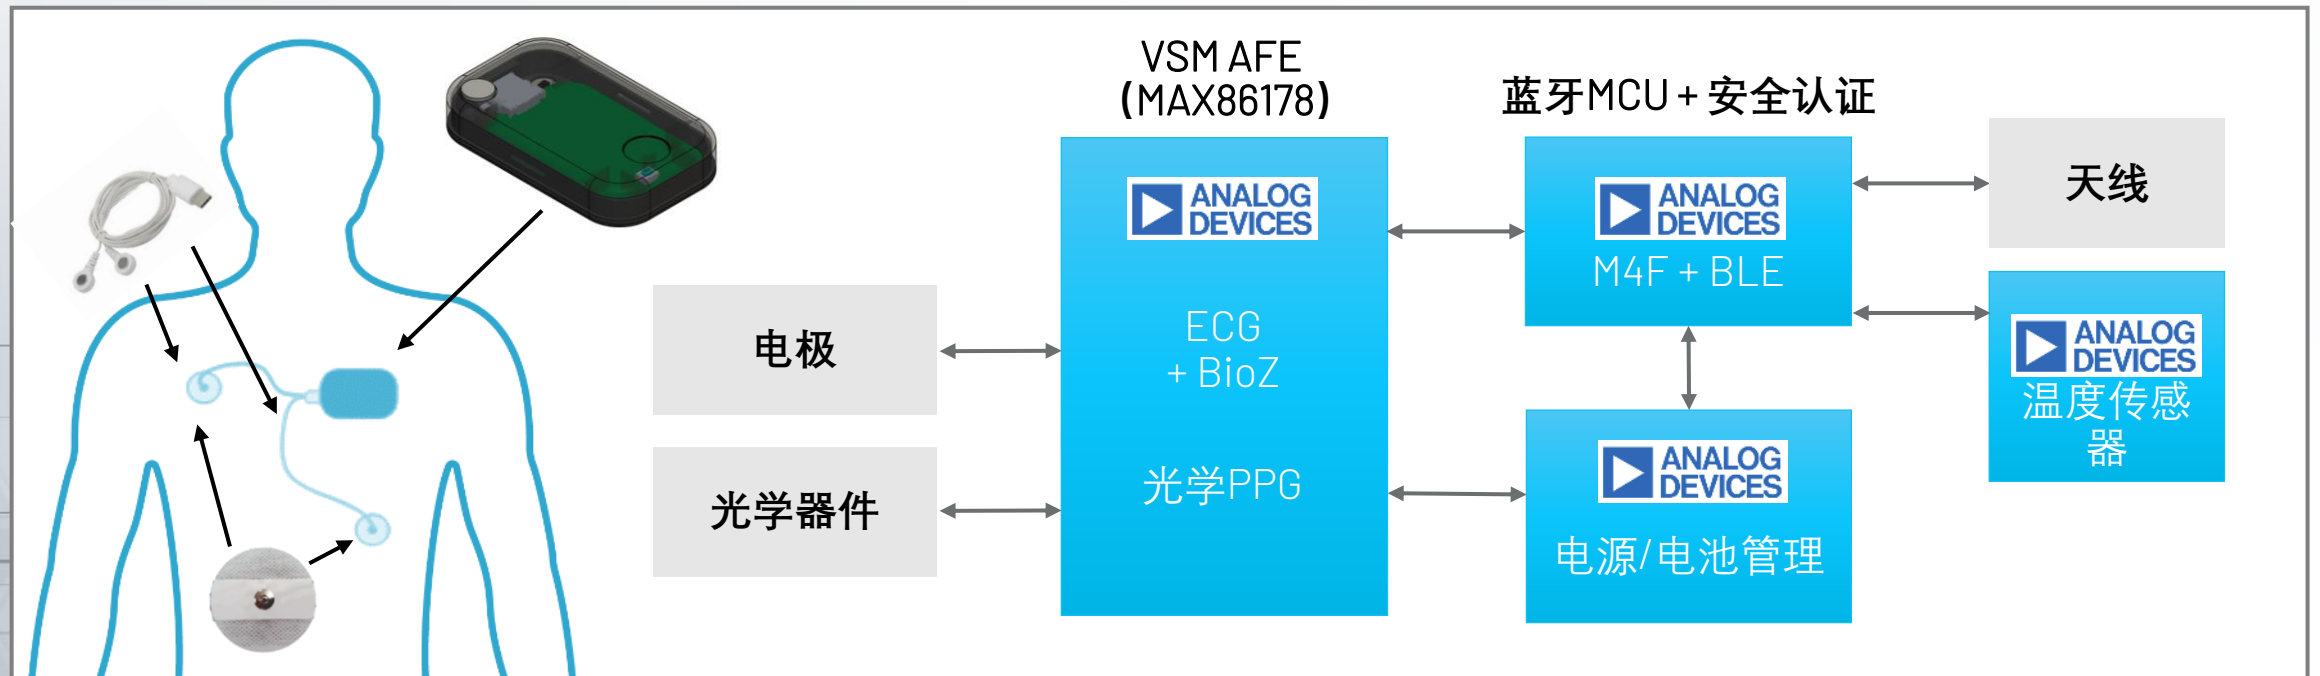 VSM AFE
(MAX86178)
ANALOG
DEVICES
ECG
+ BioZ
光学PPG
电极
光学器件
蓝牙MCU + 安全认证
ANALOG
DEVICES
M4F + BLE
ANALOG
DEVICES
电源/电池管理
天线
ANALOG
DEVICES
温度传感
器